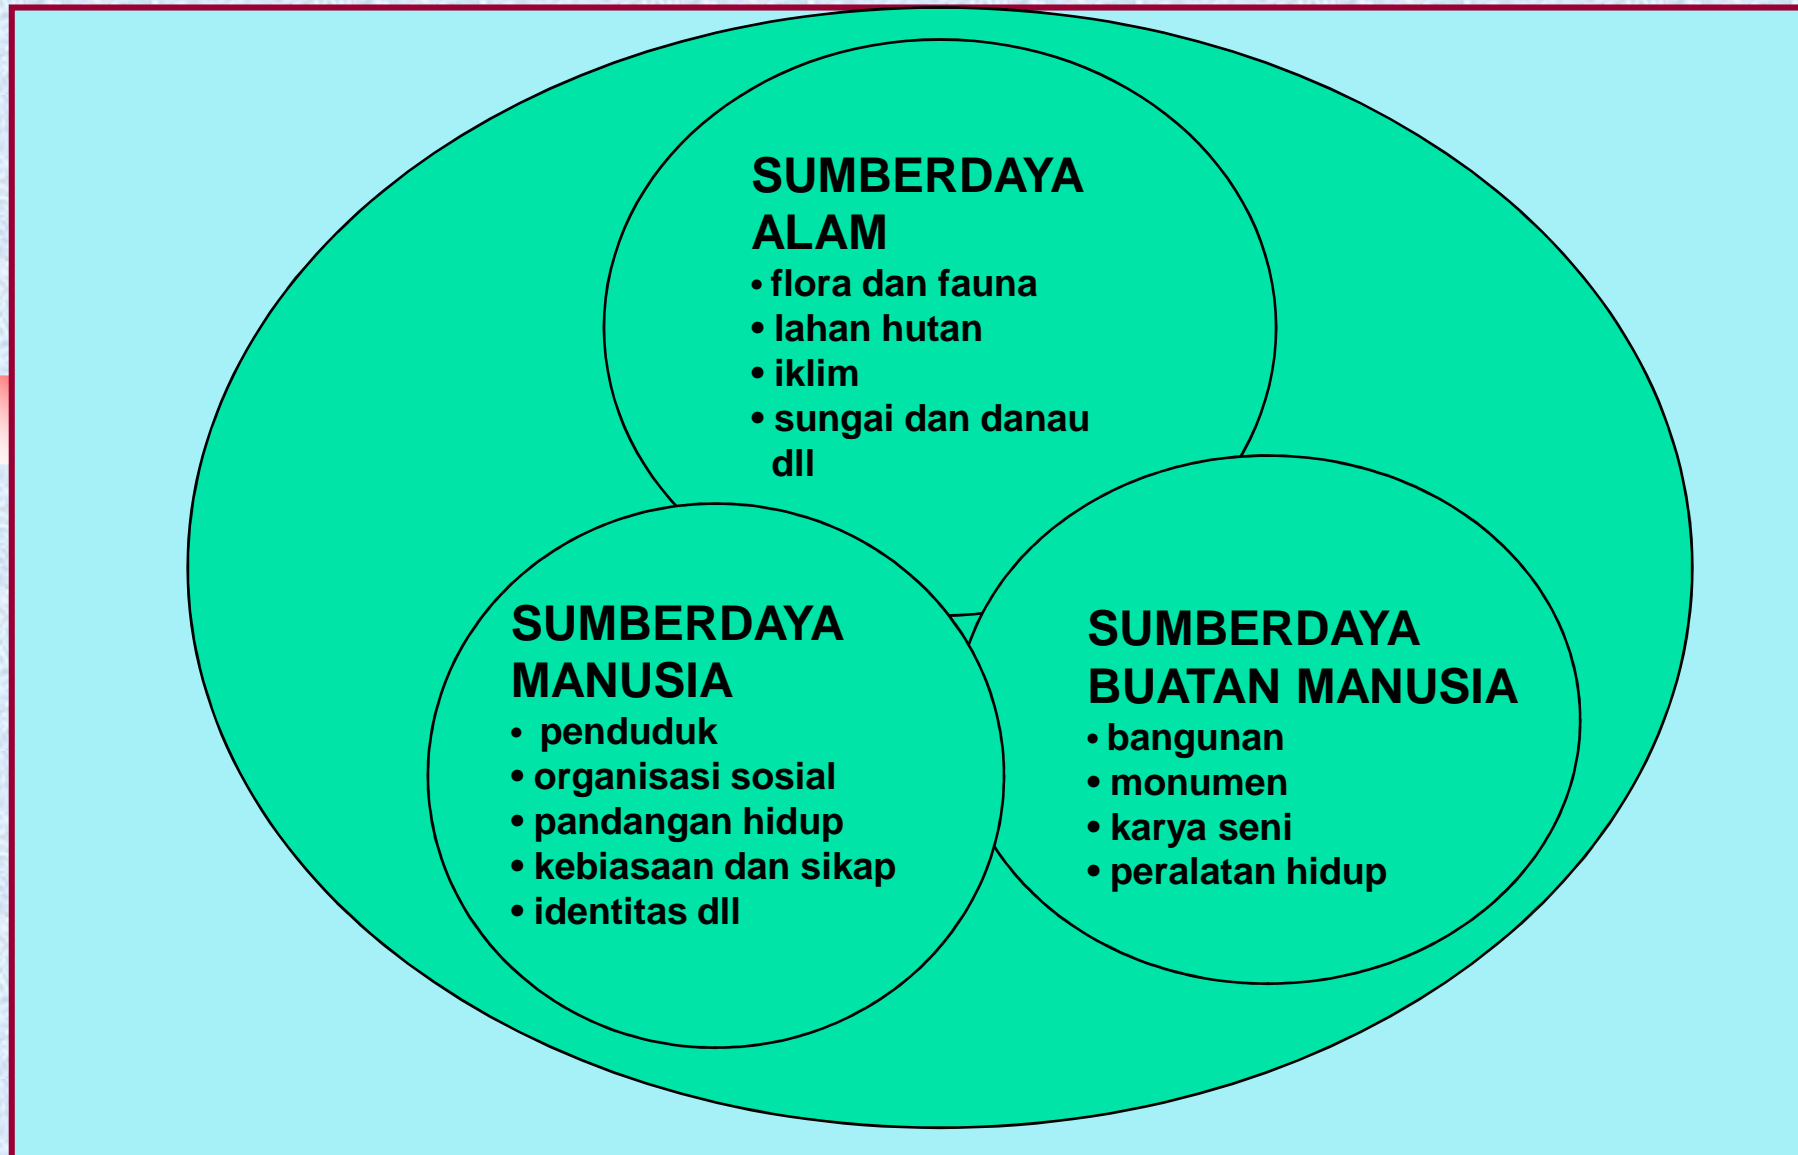 SUMBERDAYA
ALAM
• flora dan fauna
• lahan hutan
• iklim
• sungai dan danau
dll
SUMBERDAYA
MANUSIA
• penduduk
• organisasi sosial
• pandangan hidup
• kebiasaan dan sikap
• identitas dll
SUMBERDAYA
BUATAN MANUSIA
• bangunan
• monumen
• karya seni
• peralatan hidup